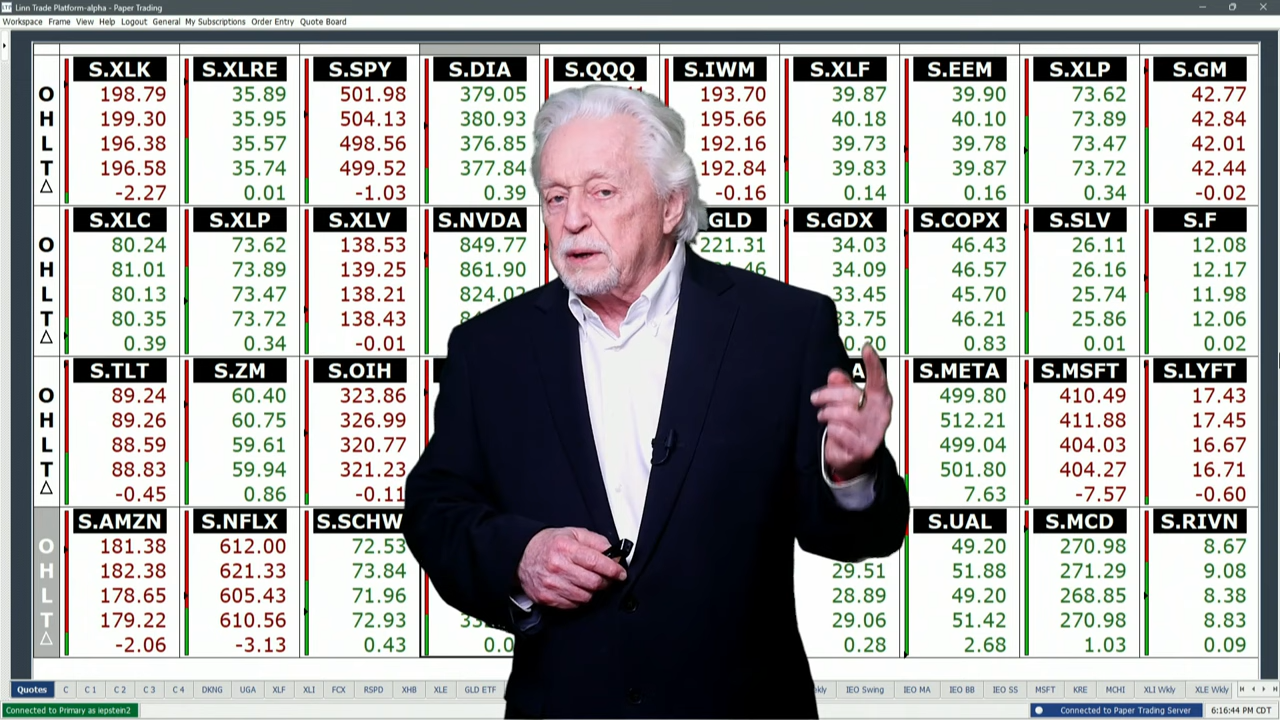 Linn Trade Platform-alpha - Paper Trading
Workspace Frame View Help Logout General My Subscriptions Order Entry Quote Board
S.XLK S.XLRE S.SPY S.DIA S.QQQ S.IWM S.XLF S.EEM S.XLP S.GM
O 198.79 35.89 501.98 379.05 193.70 39.87 39.90 73.62 42.77
H 199.30 35.95 504.13 380.93 195.66 40.18 40.10 73.89 42.84
L 196.38 35.57 498.56 376.85 192.16 39.73 39.78 73.47 42.01
T 196.58 35.74 499.52 377.84 192.84 39.83 39.87 73.72 42.44
△ -2.27 0.01 -1.03 0.39 -0.16 0.14 0.16 0.34 -0.02
S.XLC S.XLP S.XLV S.NVDA GLD S.GDX S.COPX S.SLV S.F
O 80.24 73.62 138.53 849.77 221.31 34.03 46.43 26.11 12.08
H 81.01 73.89 139.25 861.90 34.09 46.57 26.16 12.17
L 80.13 73.47 138.21 824.02 33.45 45.70 25.74 11.98
T 80.35 73.72 138.43 33.75 46.21 25.86 12.06
△ 0.39 0.34 -0.01 0.83 0.01 0.02
S.TLT S.ZM S.OIH S.META S.MSFT S.LYFT
O 89.24 60.40 323.86 499.80 410.49 17.43
H 89.26 60.75 326.99 512.21 411.88 17.45
L 88.59 59.61 320.77 499.04 404.03 16.67
T 88.83 59.94 321.23 501.80 404.27 16.71
△ -0.45 0.86 -0.11 7.63 -7.57 -0.60
S.AMZN S.NFLX S.SCHW S.UAL S.MCD S.RIVN
O 181.38 612.00 72.53 49.20 270.98 8.67
H 182.38 621.33 73.84 29.51 51.88 271.29 9.08
L 178.65 605.43 71.96 28.89 49.20 268.85 8.38
T 179.22 610.56 72.93 29.06 51.42 270.98 8.83
△ -2.06 -3.13 0.43 0.28 2.68 1.03 0.09
Quotes C C 1 C 2 C 3 C 4 DKNG UGA XLF XLI FCX RSPD XHB XLE GLD ETF IEO Swing IEO MA IEO BB IEO SS MSFT KRE MCHI XLI Wkly XLE Wkly
Connected to Primary as iepstein2 Connected to Paper Trading Server 6:16:44 PM CDT